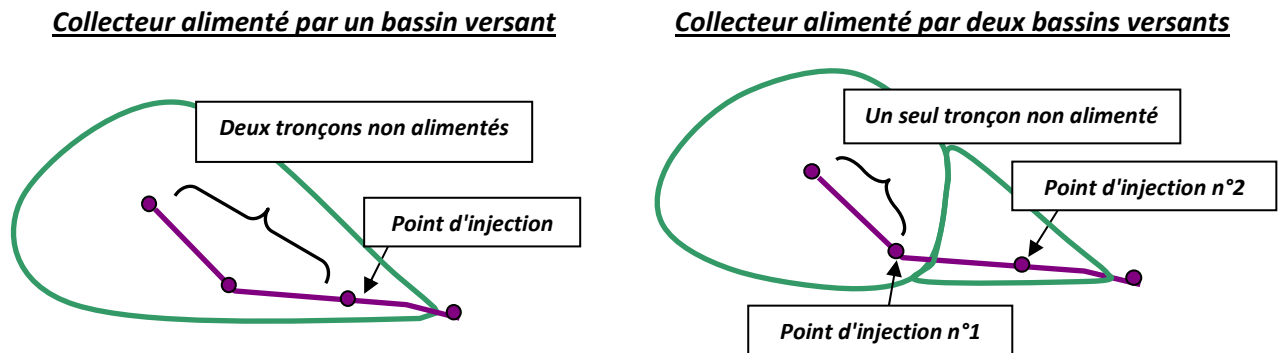 Collecteur alimenté par un bassin versant
Deux tronçons non alimentés
Point d'injection
Collecteur alimenté par deux bassins versants
Un seul tronçon non alimenté
Point d'injection n°2
Point d'injection n°1